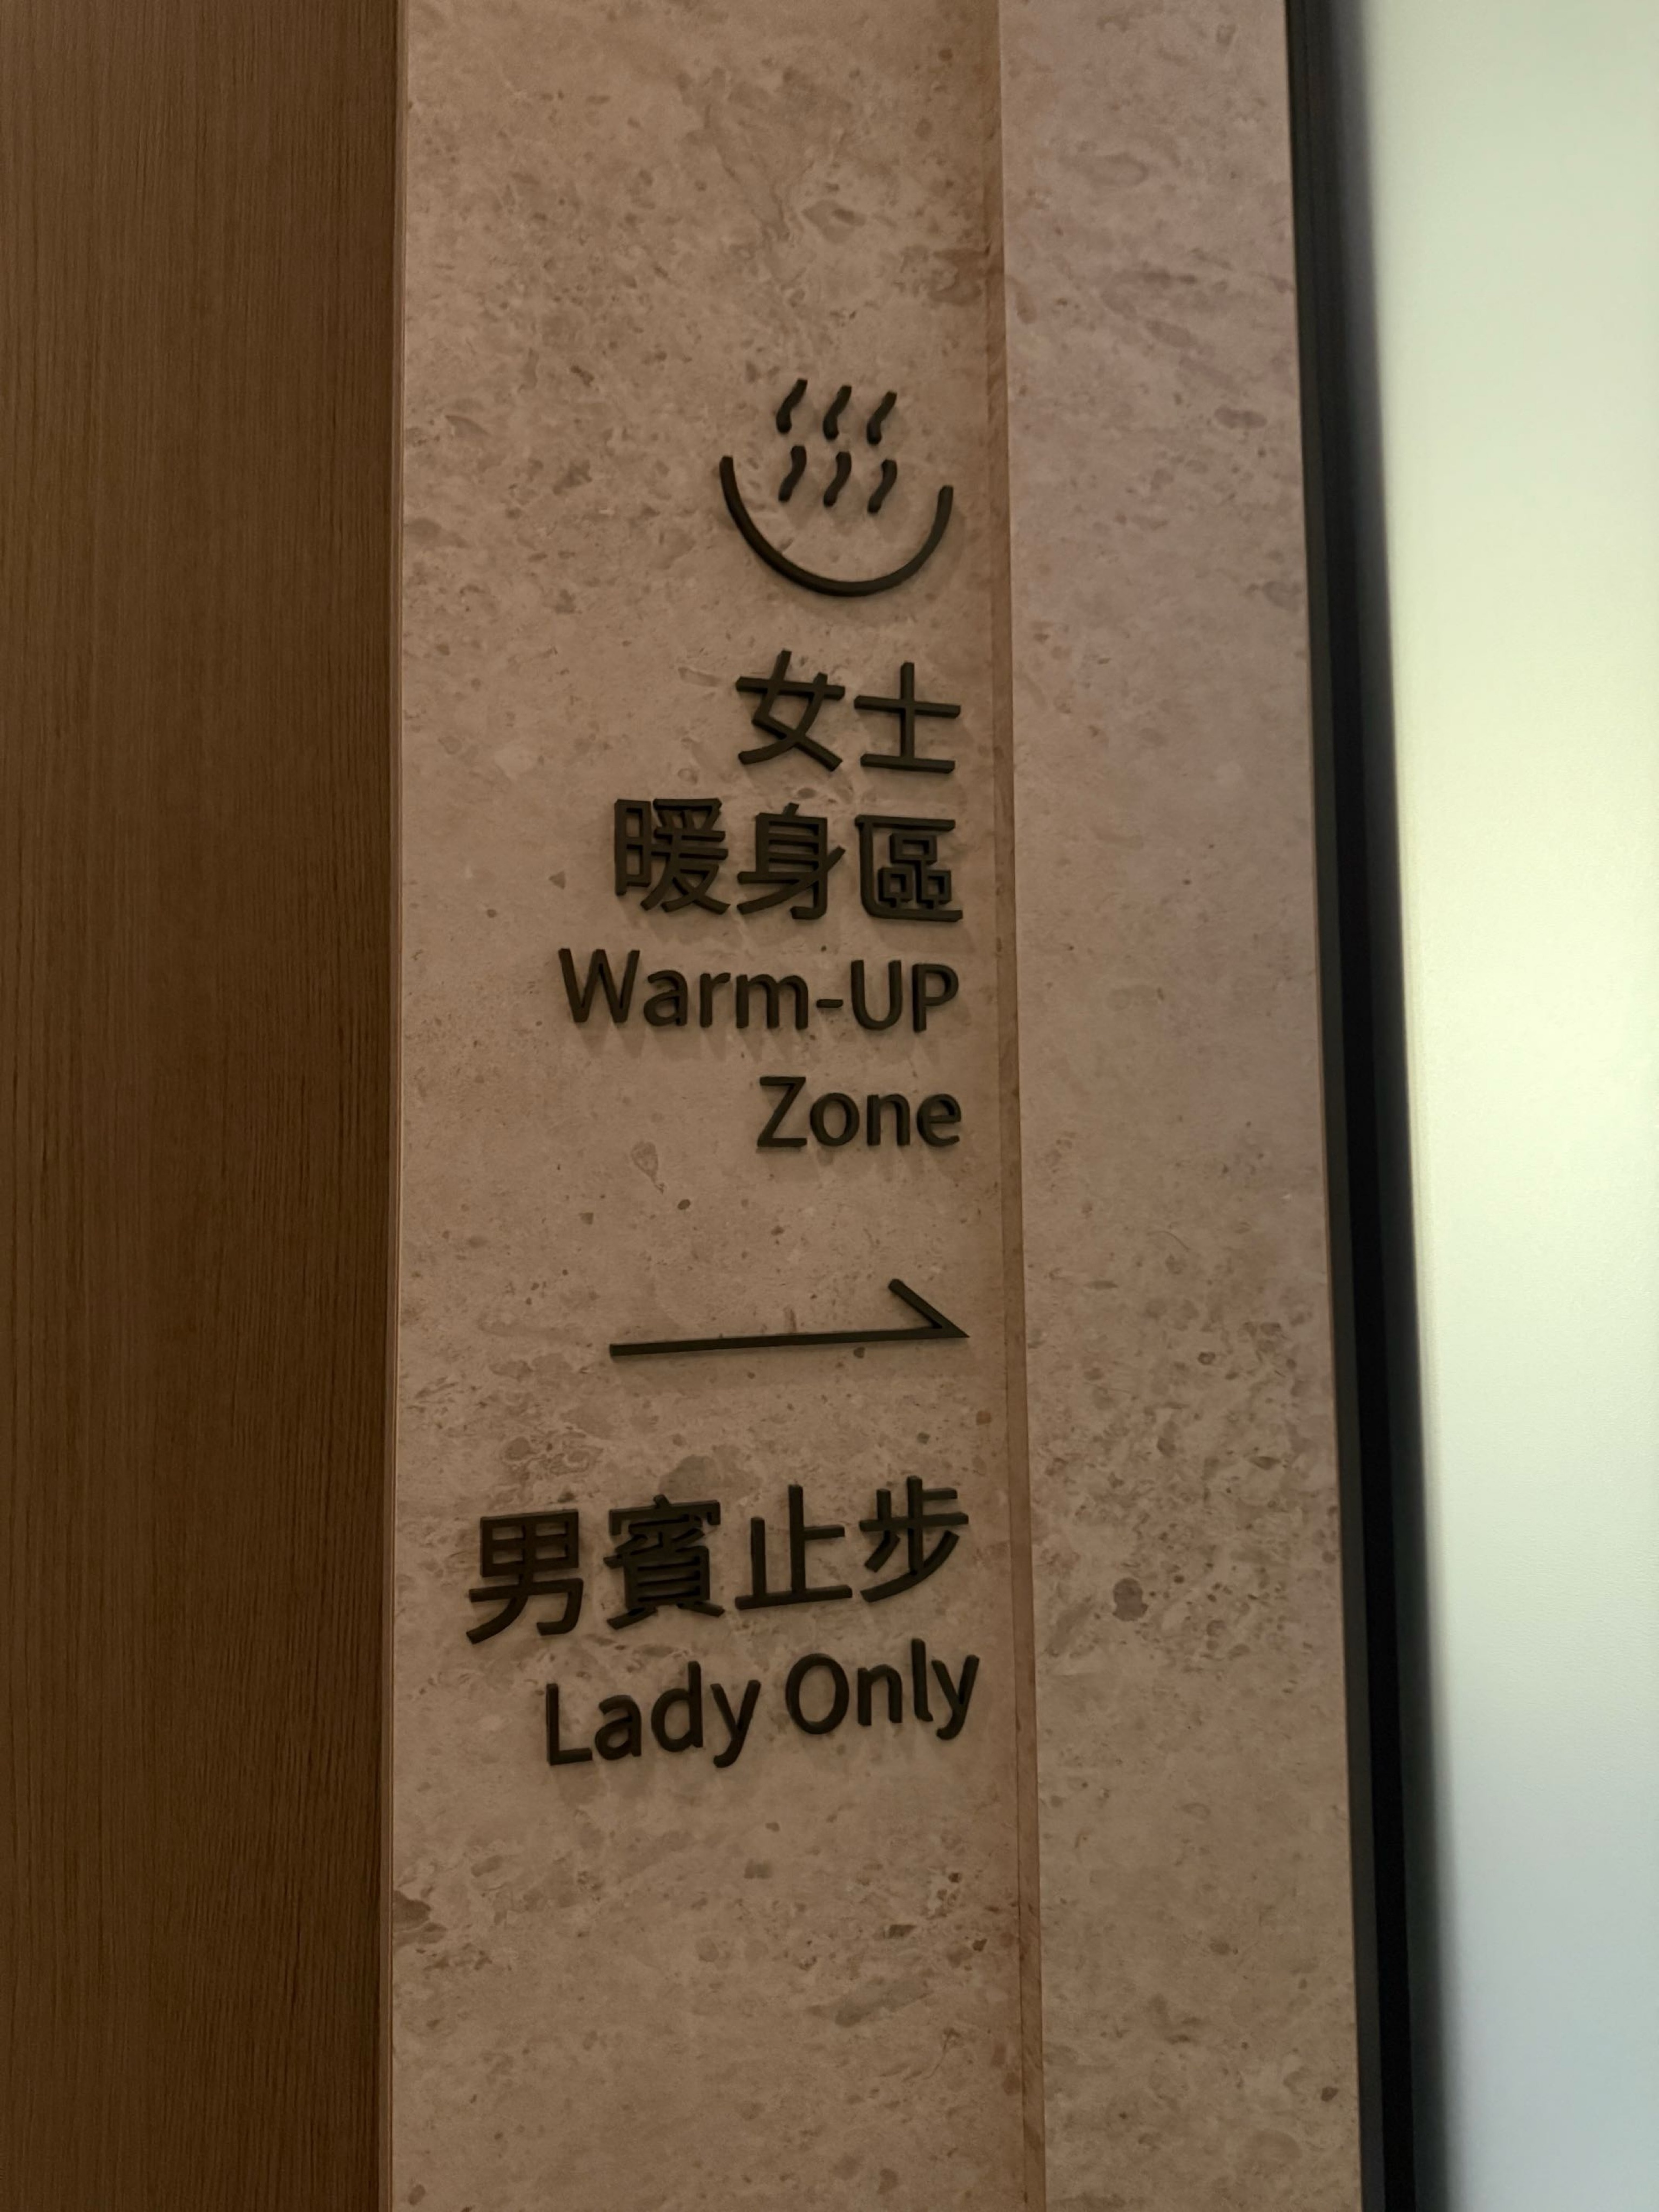 女士
暖身區
Warm-UP
Zone
男賓止步
Lady Only